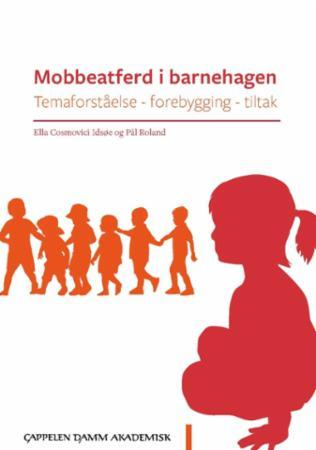 Mobbeatferd i barnehagen
Temaforståelse - forebygging - tiltak
Ella Cosmovici Idsøe og Pål Roland
CAPPELEN DAMM AKADEMISK